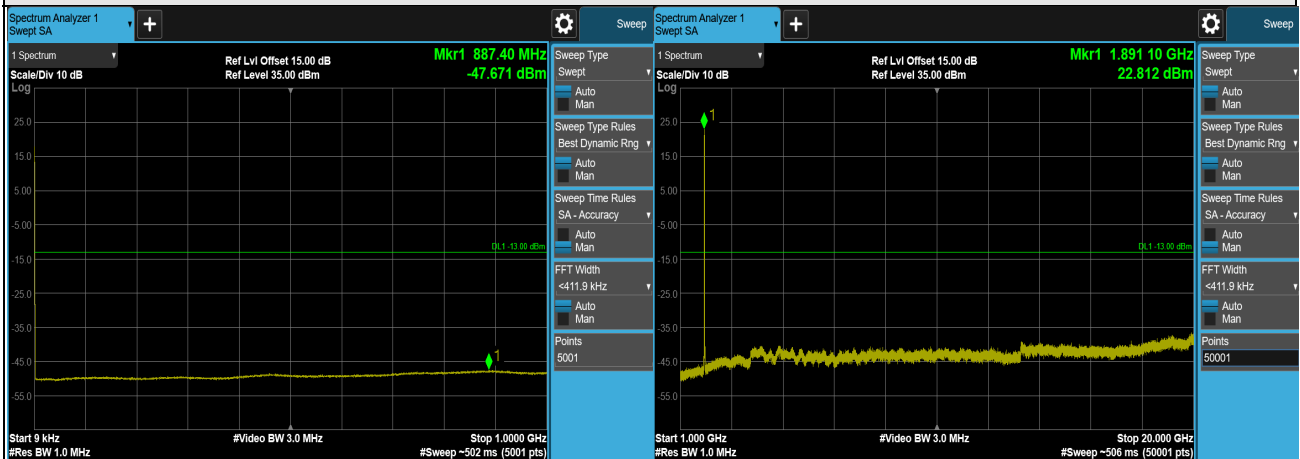 Spectrum Analyzer 1
Swept SA
+
Sweep
1 Spectrum
Scale/Div 10 dB
Ref Lvl Offset 15.00 dB
Ref Level 35.00 dBm
Mkr1 887.40 MHz
-47.671 dBm
Log
25.0
15.0
5.00
-5.00
-15.0
-25.0
-35.0
-45.0
-55.0
DL1 -13.00 dBm
1
Start 9 kHz
#Res BW 1.0 MHz
#Video BW 3.0 MHz
Stop 1.0000 GHz
#Sweep ~502 ms (5001 pts)
Sweep Type
Swept
Auto
Man
Sweep Type Rules
Best Dynamic Rng
Auto
Man
Sweep Time Rules
SA - Accuracy
Auto
Man
FFT Width
<411.9 kHz
Auto
Man
Points
5001
Spectrum Analyzer 1
Swept SA
+
Sweep
1 Spectrum
Scale/Div 10 dB
Ref Lvl Offset 15.00 dB
Ref Level 35.00 dBm
Mkr1 1.891 10 GHz
22.812 dBm
Log
25.0
15.0
5.00
-5.00
-15.0
-25.0
-35.0
-45.0
-55.0
1
DL1 -13.00 dBm
Start 1.000 GHz
#Res BW 1.0 MHz
#Video BW 3.0 MHz
Stop 20.000 GHz
#Sweep ~506 ms (50001 pts)
Sweep Type
Swept
Auto
Man
Sweep Type Rules
Best Dynamic Rng
Auto
Man
Sweep Time Rules
SA - Accuracy
Auto
Man
FFT Width
<411.9 kHz
Auto
Man
Points
50001